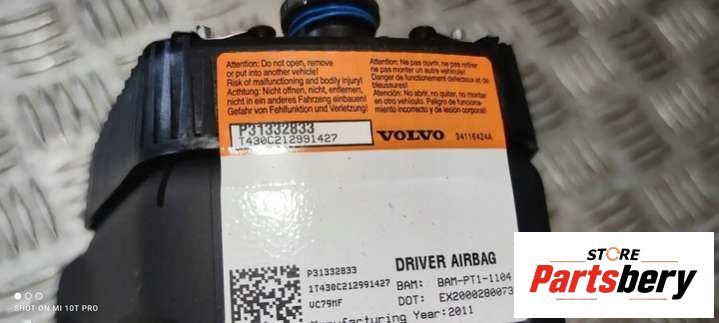 Attention: Do not open, remove
or put into another vehicle!
Risk of malfunctioning and bodily injury!
Achtung: Nicht öffnen, entfernen,
nicht in ein anderes Fahrzeug einbauen!
Gefahr von Fehlfunktion und Verletzung!
Attention: Ne pas ouvrir, ne pas retirer
ne pas monter un autre véhicule!
Danger de fonctionnement défectueux et de
blessures!
Atención: No abrir, no quitar, no montar
en otro vehículo. Peligro de funciona-
miento incorrecto y de lesión corporal!
P31332833
T430C212991427
VOLVO
34116424A
DRIVER AIRBAG
P31332833
1T430C212991427
VC79MF
BAM: BAM-PT1-1104
DOT: EX2000280073
Manufacturing Year:2011
SHOT ON MI 10T PRO
STORE
Partsbery